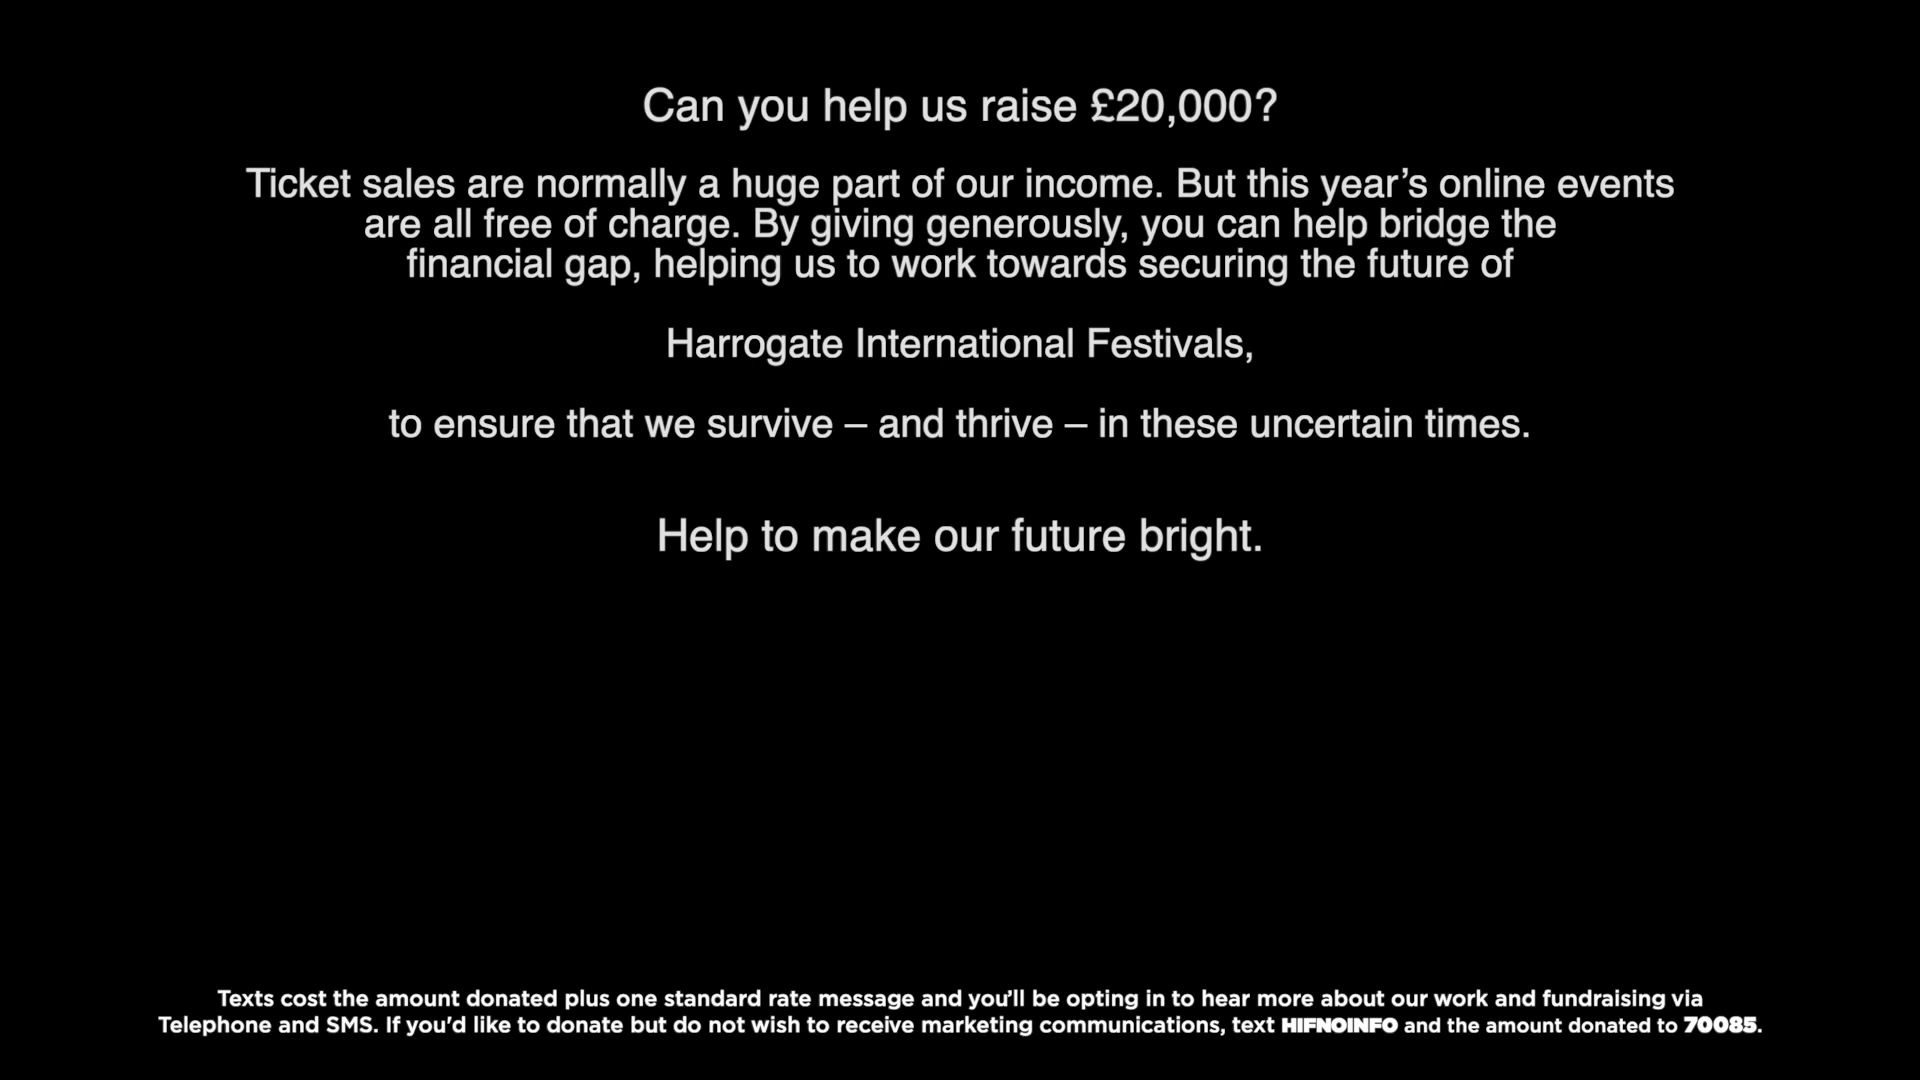 Can you help us raise £20,000?
Ticket sales are normally a huge part of our income. But this year’s online events
are all free of charge. By giving generously, you can help bridge the
financial gap, helping us to work towards securing the future of
Harrogate International Festivals,
to ensure that we survive – and thrive – in these uncertain times.
Help to make our future bright.
Texts cost the amount donated plus one standard rate message and you’ll be opting in to hear more about our work and fundraising via
Telephone and SMS. If you'd like to donate but do not wish to receive marketing communications, text HIFNOINFO and the amount donated to 70085.